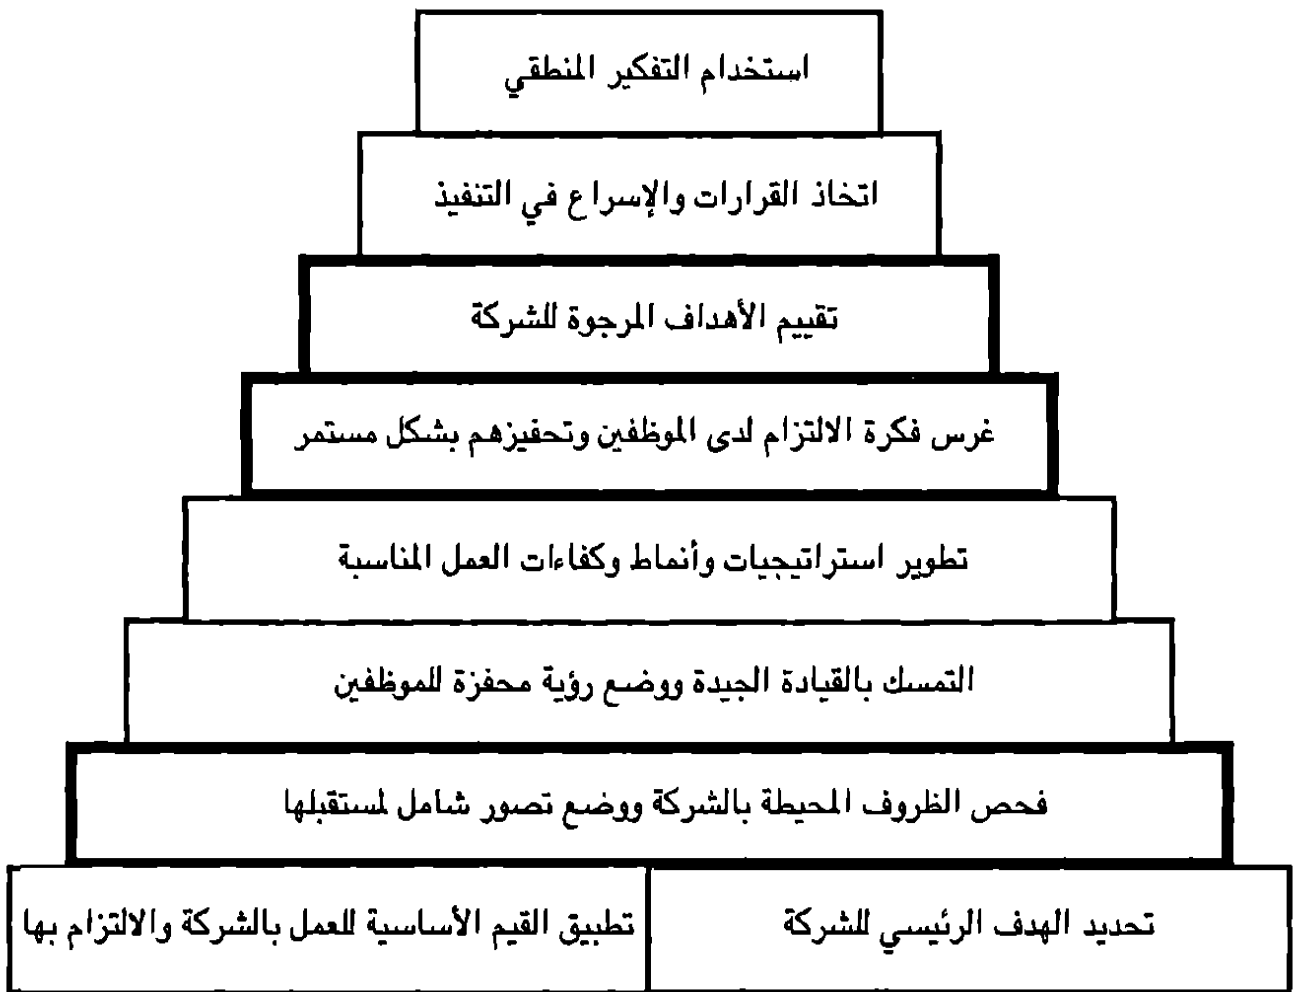 استخدام التفكير المنطقي
اتخاذ القرارات والإسراع في التنفيذ
تقييم الأهداف المرجوة للشركة
غرس فكرة الالتزام لدى الموظفين وتحفيزهم بشكل مستمر
تطوير استراتيجيات وأنماط وكفاءات العمل المناسبة
التمسك بالقيادة الجيدة ووضع رؤية محفزة للموظفين
فحص الظروف المحيطة بالشركة ووضع تصور شامل لمستقبلها
تحديد الهدف الرئيسي للشركة
تطبيق القيم الأساسية للعمل بالشركة والالتزام بها